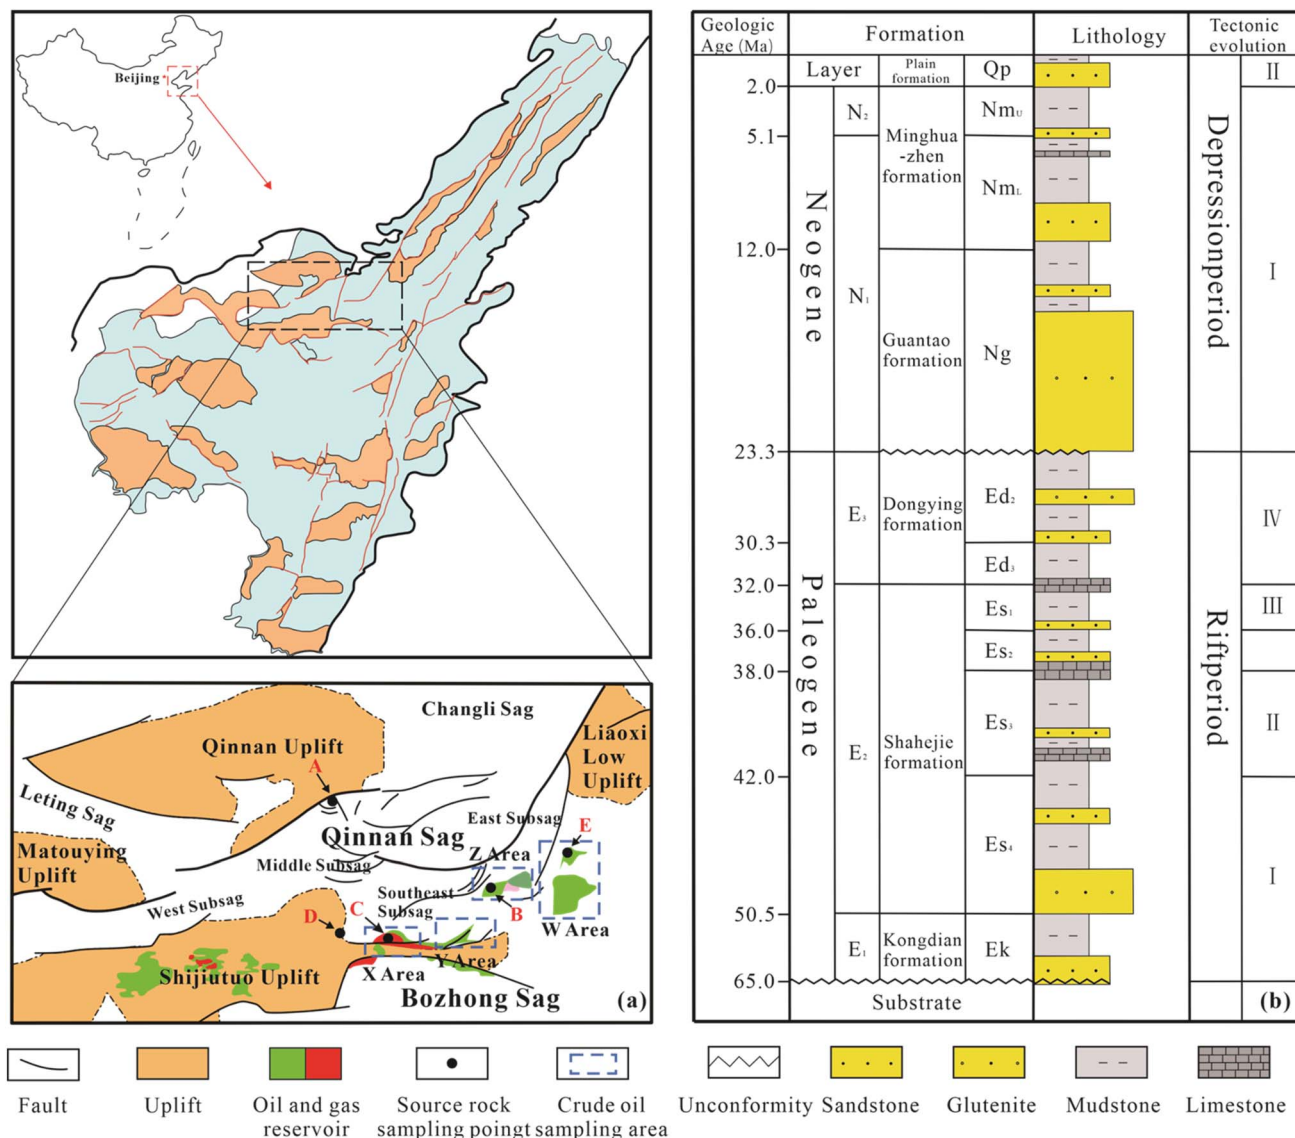 Beijing
Changli Sag
Qinnan Uplift
Liaoxi
Low
Uplift
A
Leting Sag
Qinnan Sag
East Subsag
E
Matouying
Uplift
Middle Subsag
Z Area
West Subsag
Southeast
Subsag
D
C
B
W Area
Shijiutuo Uplift
X Area
Y Area
Bozhong Sag
(a)
Geologic
Age (Ma)
Formation
Lithology
Tectonic
evolution
Layer
Plain
formation
Qp
II
2.0
Neogene
N2
Minghua
-zhen
formation
NmU
Depressionperiod
I
5.1
N1
NmL
12.0
Guantao
formation
Ng
23.3
Paleogene
E3
Dongying
formation
Ed2
Riftperiod
IV
30.3
Ed3
32.0
E2
Shahejie
formation
Es1
III
36.0
Es2
38.0
Es3
II
42.0
Es4
I
50.5
E1
Kongdian
formation
Ek
65.0
Substrate
(b)
Fault
Uplift
Oil and gas
reservoir
Source rock
sampling poingt
Crude oil
sampling area
Unconformity
Sandstone
Glutenite
Mudstone
Limestone